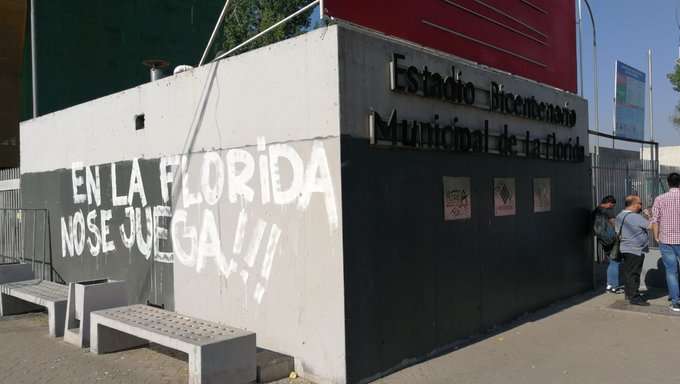 EN LA FLORIDA
NO SE JUEGA!!!
Estadio Bicentenario
Municipal de La Florida